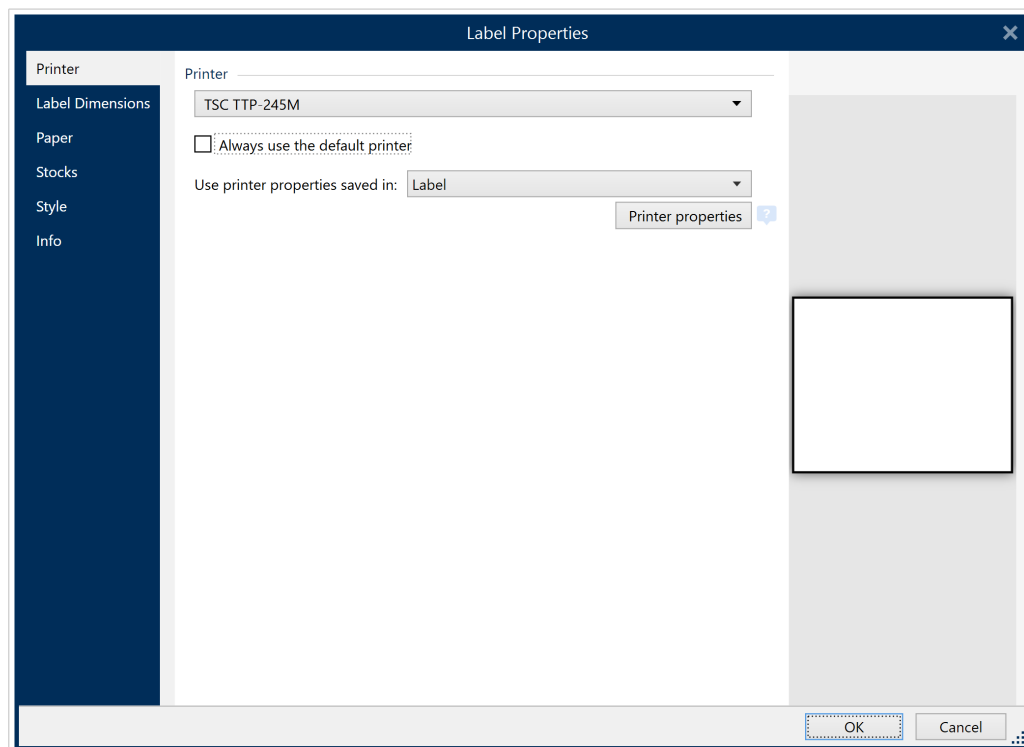 Label Properties
Printer
Label Dimensions
Paper
Stocks
Style
Info
Printer
TSC TTP-245M
Always use the default printer
Use printer properties saved in: Label
Printer properties ?
OK Cancel